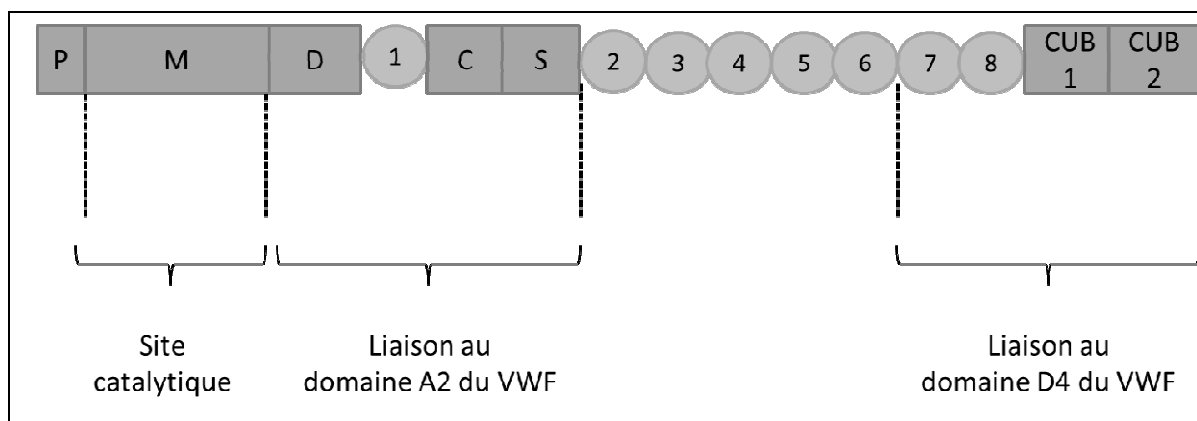 P M D 1 C S 2 3 4 5 6 7 8 CUB 1 CUB 2
Site
catalytique
Liaison au
domaine A2 du VWF
Liaison au
domaine D4 du VWF